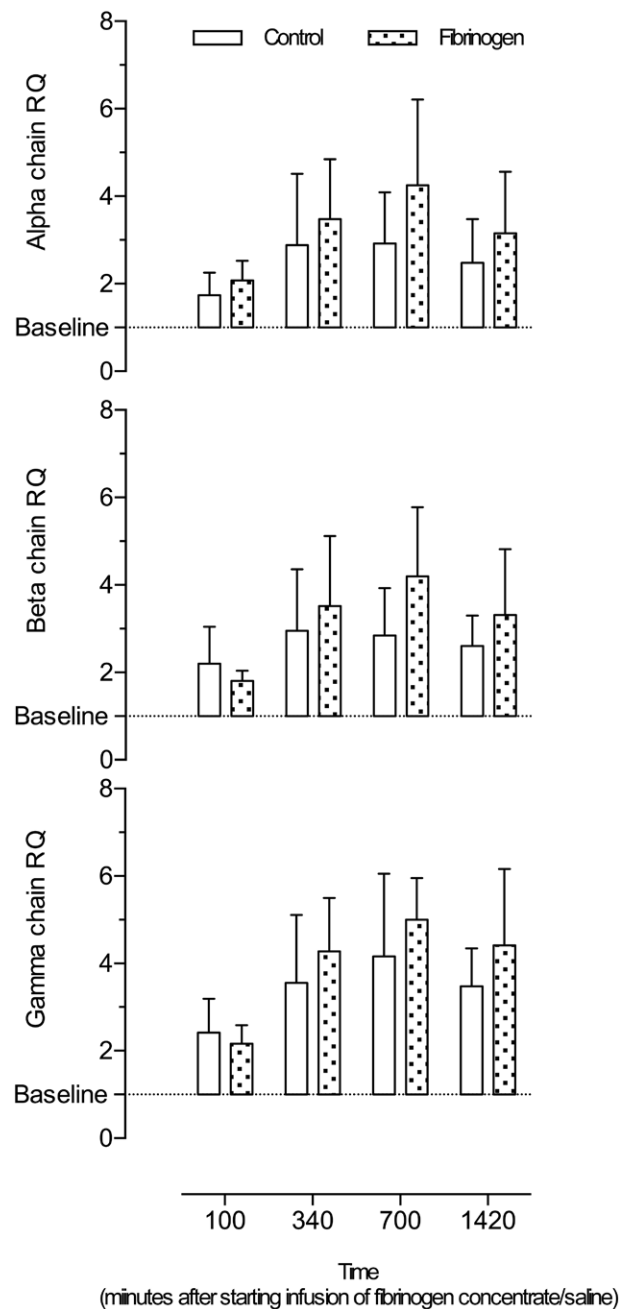 8
Control Fibrinogen
6
Alpha chain RQ
4
2
Baseline
0
8
6
Beta chain RQ
4
2
Baseline
0
8
6
Gamma chain RQ
4
2
Baseline
0
100 340 700 1420
Time
(minutes after starting infusion of fibrinogen concentrate/saline)